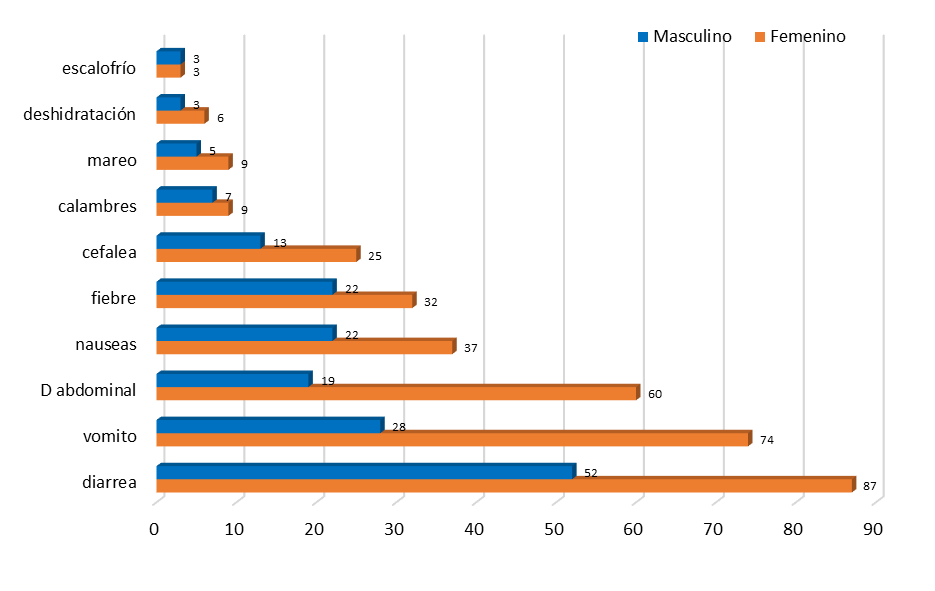 Masculino Femenino
escalofrío 3
3
deshidratación 3
6
mareo 5
9
calambres 7
9
cefalea 13
25
fiebre 22
32
nauseas 22
37
D abdominal 19
60
vomito 28
74
diarrea 52
87
0 10 20 30 40 50 60 70 80 90